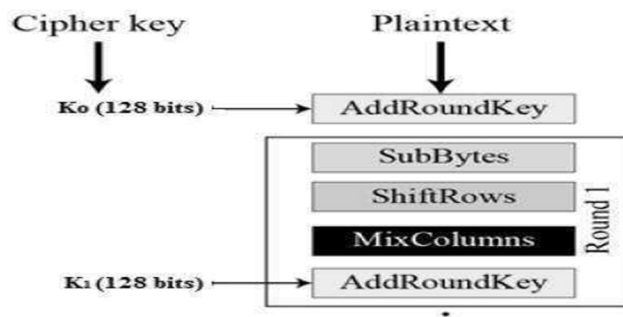 Cipher key
Plaintext
K₀ (128 bits)
AddRoundKey
SubBytes
ShiftRows
MixColumns
Round 1
K₁ (128 bits)
AddRoundKey